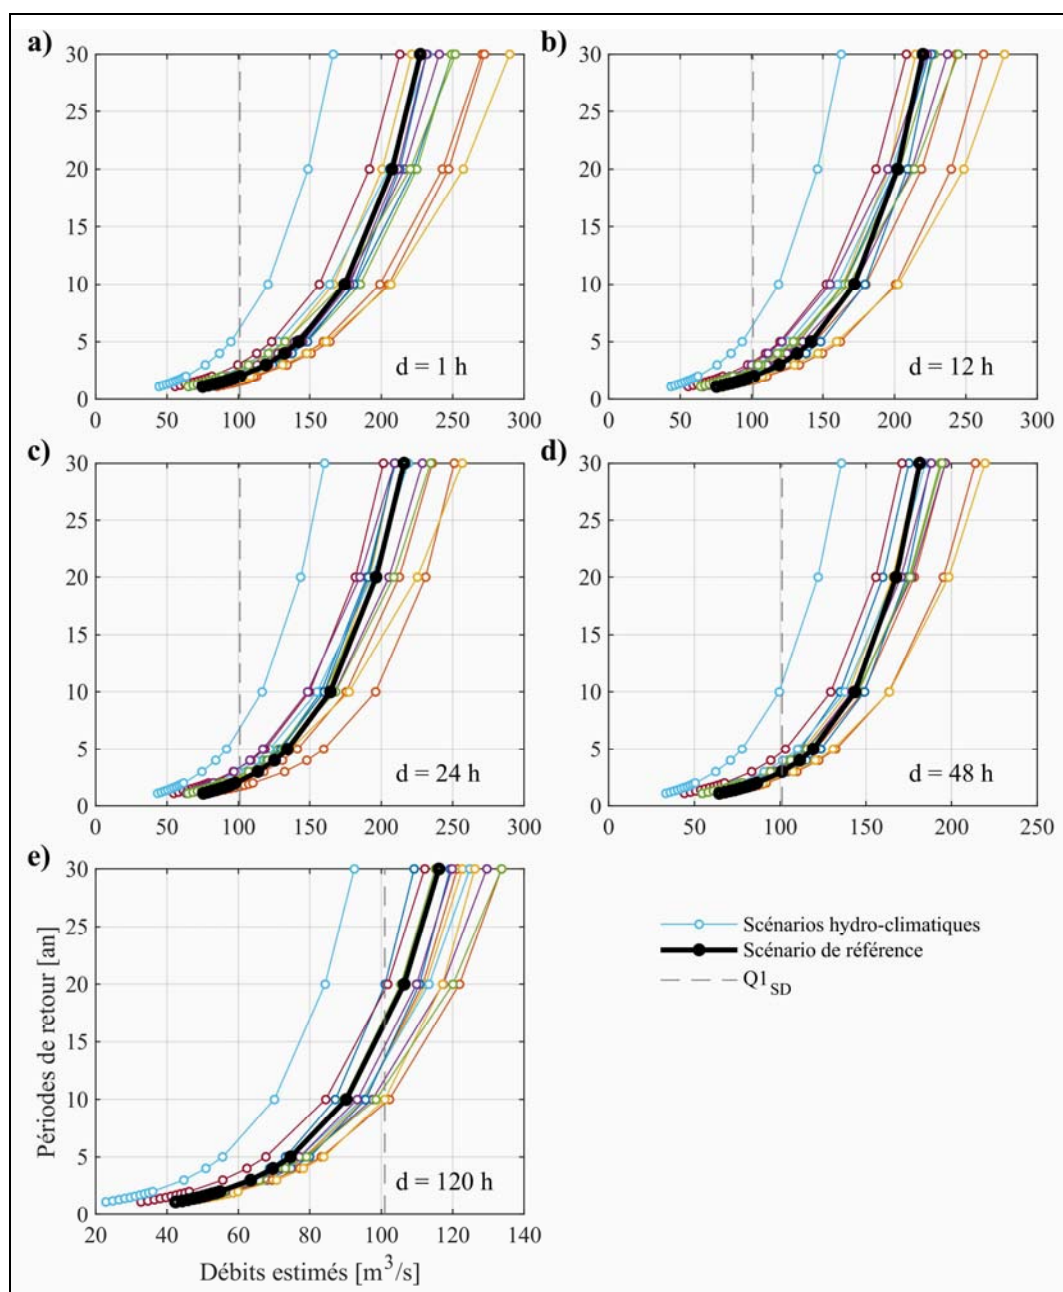 a)
30
25
20
15
10
5
0
0 50 100 150 200 250 300
d = 1 h
b)
30
25
20
15
10
5
0
0 50 100 150 200 250 300
d = 12 h
c)
30
25
20
15
10
5
0
0 50 100 150 200 250 300
d = 24 h
d)
30
25
20
15
10
5
0
0 50 100 150 200 250
d = 48 h
e)
30
25
20
15
10
5
0
20 40 60 80 100 120 140
d = 120 h
Périodes de retour [an]
Débits estimés [m³/s]
Scénarios hydro-climatiques
Scénario de référence
Q1SD